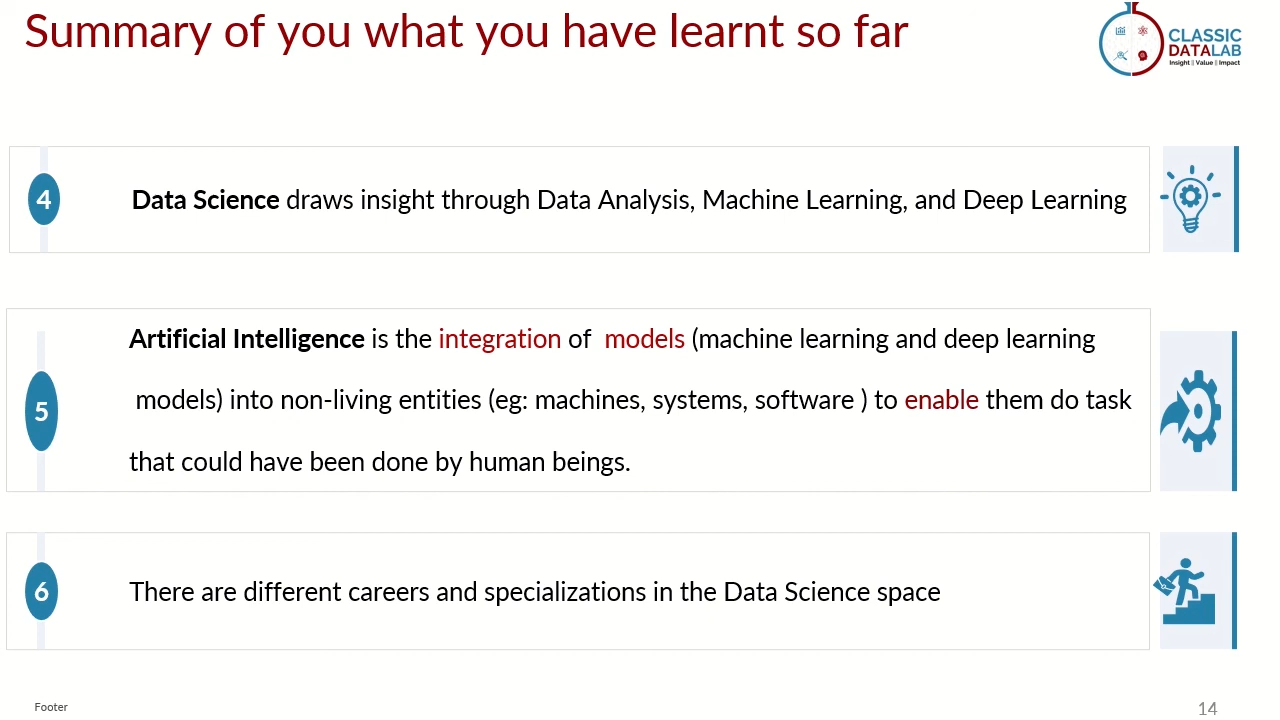 Summary of you what you have learnt so far
CLASSIC
DATALAB
Insight || Value || Impact
4
Data Science draws insight through Data Analysis, Machine Learning, and Deep Learning
5
Artificial Intelligence is the integration of models (machine learning and deep learning
models) into non-living entities (eg: machines, systems, software ) to enable them do task
that could have been done by human beings.
6
There are different careers and specializations in the Data Science space
Footer
14